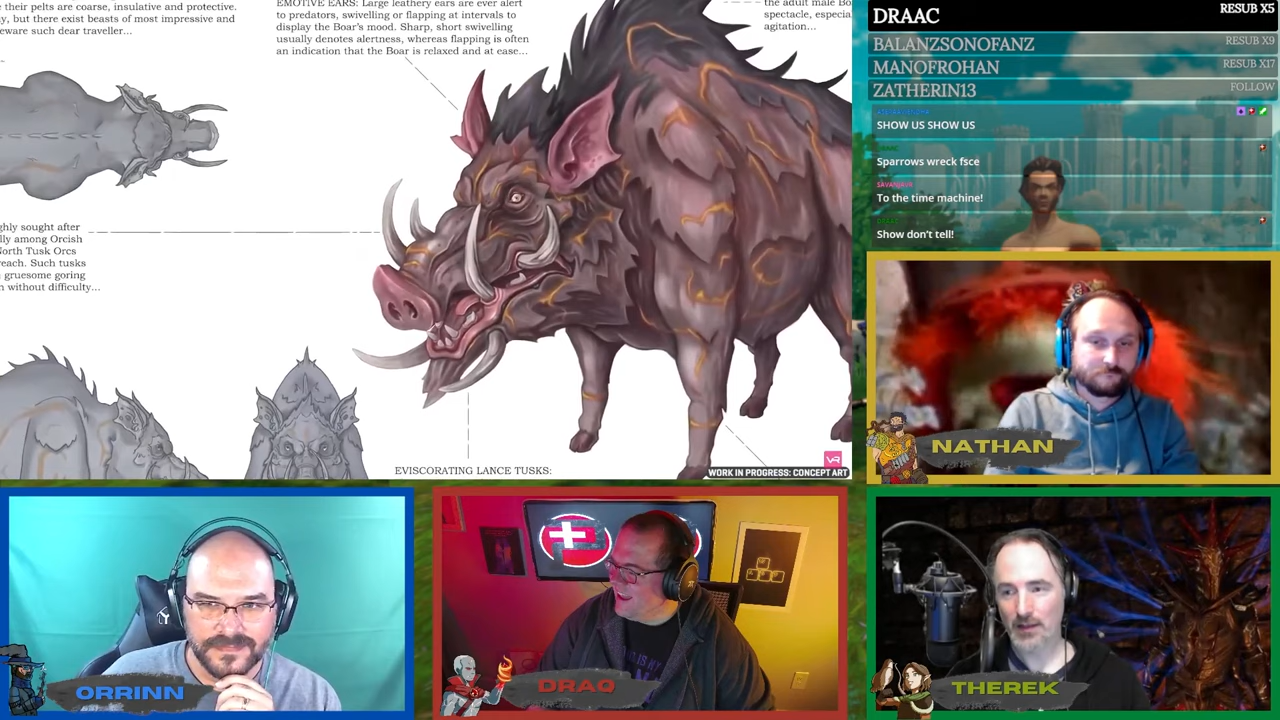 e their pelts are coarse, insulative and protective.
y, but there exist beasts of most impressive and
eware such dear traveller...
EMOTIVE EARS: Large leathery ears are ever alert
to predators, swivelling or flapping at intervals to
display the Boar's mood. Sharp, short swivelling
usually denotes alertness, whereas flapping is often
an indication that the Boar is relaxed and at ease...
the adult male Bo
spectacle, especia
agitation...
ghly sought after
lly among Orcish
North Tusk Orcs
reach. Such tusks
gruesome goring
n without difficulty...
EVISCORATING LANCE TUSKS:
VR
WORK IN PROGRESS: CONCEPT ART
DRAAC RESUB X5
BALANZSONOFANZ RESUB X9
MANOFROHAN RESUB X17
ZATHERIN13 FOLLOW
SHOW US SHOW US
DRAAC
Sparrows wreck fsce
To the time machine!
DRAAC
Show don't tell!
NATHAN
ORRINN
DRAQ
THEREK